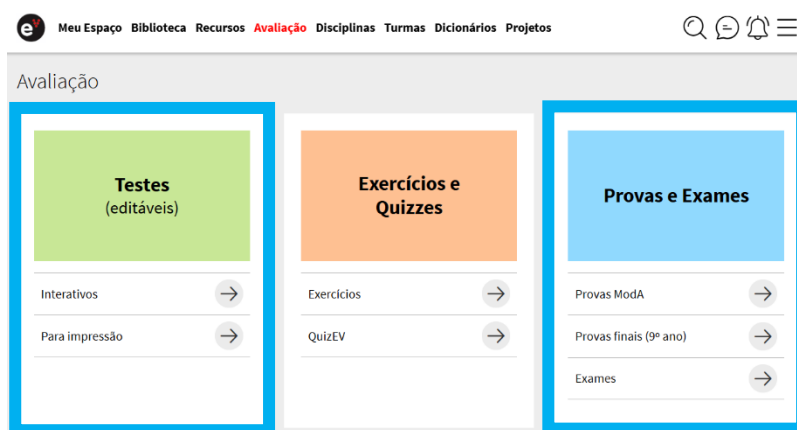 ev
Meu Espaço Biblioteca Recursos Avaliação Disciplinas Turmas Dicionários Projetos
Avaliação
Testes
(editáveis)
Interativos
Para impressão
Exercícios e
Quizzes
Exercícios
QuizEV
Provas e Exames
Provas ModA
Provas finais (9º ano)
Exames